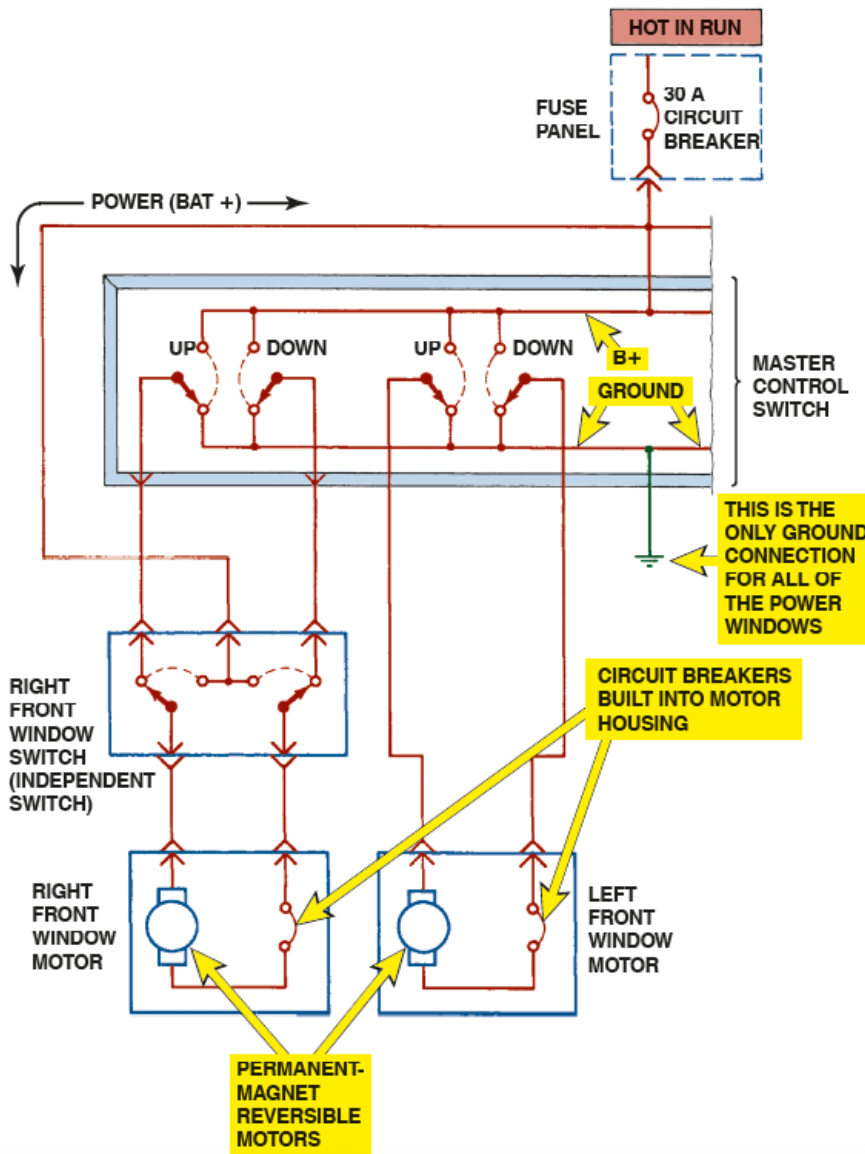 HOT IN RUN
FUSE
PANEL
30 A
CIRCUIT
BREAKER
POWER (BAT +)
UP
DOWN
UP
DOWN
B+
GROUND
MASTER
CONTROL
SWITCH
THIS IS THE
ONLY GROUND
CONNECTION
FOR ALL OF
THE POWER
WINDOWS
RIGHT
FRONT
WINDOW
SWITCH
(INDEPENDENT
SWITCH)
CIRCUIT BREAKERS
BUILT INTO MOTOR
HOUSING
RIGHT
FRONT
WINDOW
MOTOR
LEFT
FRONT
WINDOW
MOTOR
PERMANENT-
MAGNET
REVERSIBLE
MOTORS